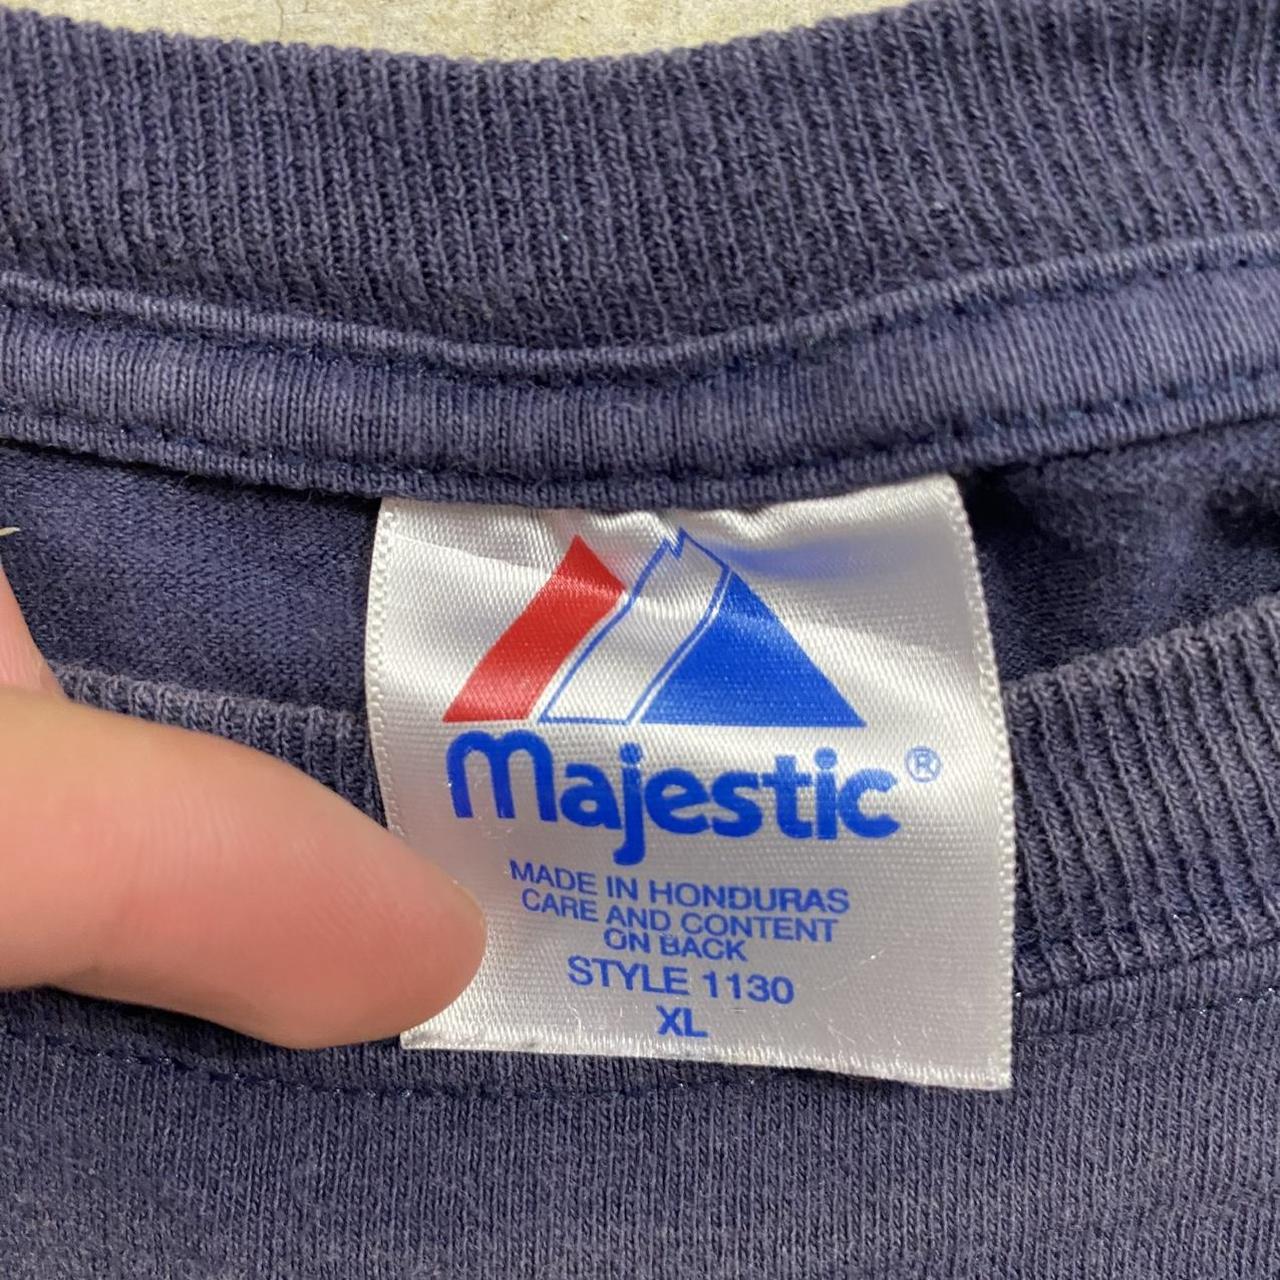 Majestic®
MADE IN HONDURAS
CARE AND CONTENT
ON BACK
STYLE 1130
XL